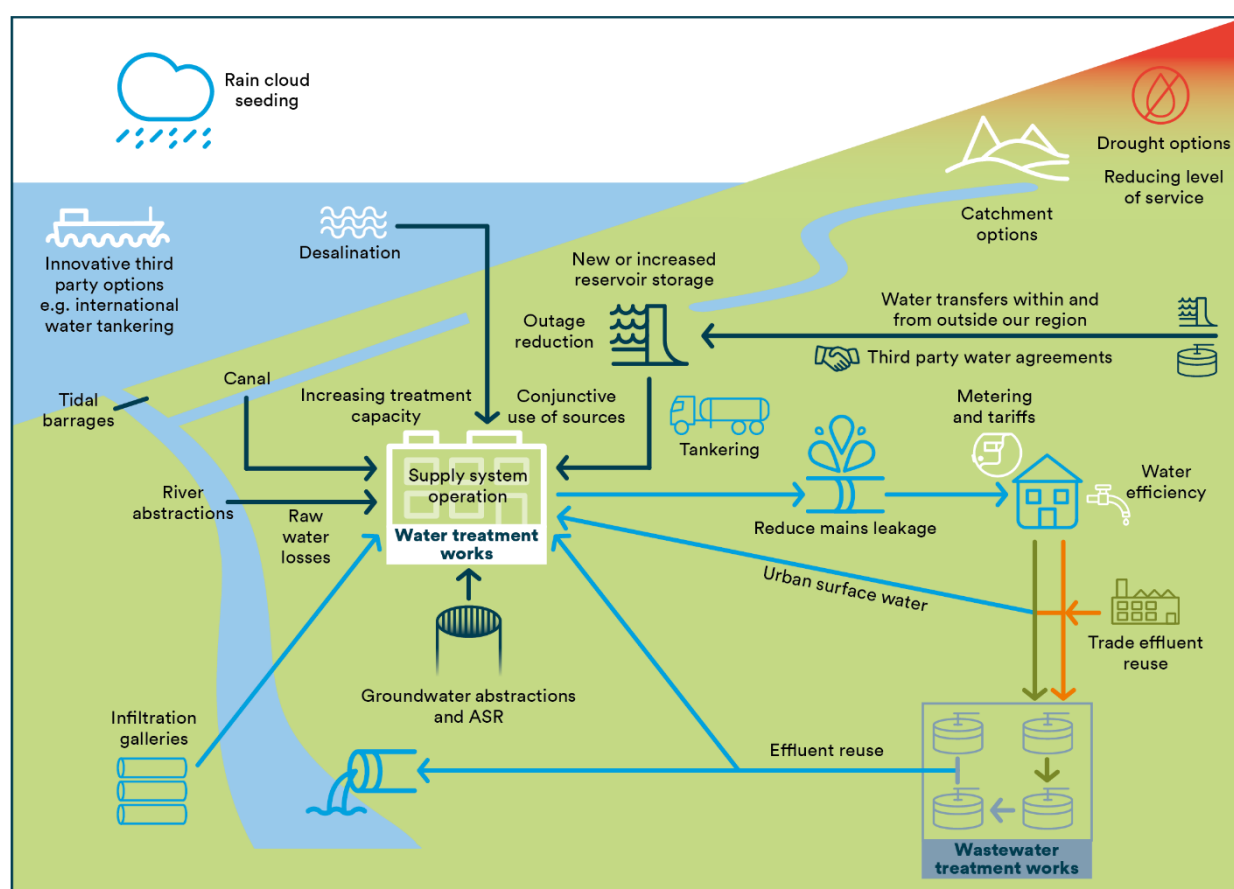 Rain cloud
seeding
Drought options
Reducing level
of service
Catchment
options
Innovative third
party options
e.g. international
water tankering
Desalination
New or increased
reservoir storage
Outage
reduction
Water transfers within and
from outside our region
Third party water agreements
Tidal
barrages
Canal
Increasing treatment
capacity
Conjunctive
use of sources
Tankering
Metering
and tariffs
Water
efficiency
River
abstractions
Raw
water
losses
Supply system
operation
Water treatment
works
Reduce mains leakage
Urban surface water
Trade effluent
reuse
Groundwater abstractions
and ASR
Infiltration
galleries
Effluent reuse
Wastewater
treatment works